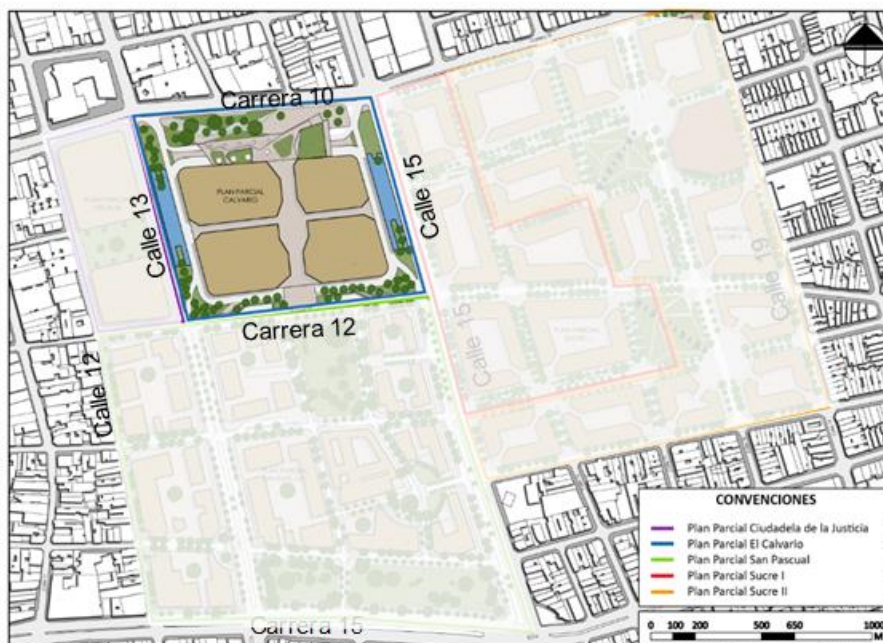 Carrera 10
PLAN PARCIAL
CALVARIO
Calle 13
Calle 15
Carrera 12
Calle 12
Calle 15
Calle 19
Carrera 15
CONVENCIONES
Plan Parcial Ciudadela de la Justicia
Plan Parcial El Calvario
Plan Parcial San Pascual
Plan Parcial Sucre I
Plan Parcial Sucre II
0 100 200 500 650 1000